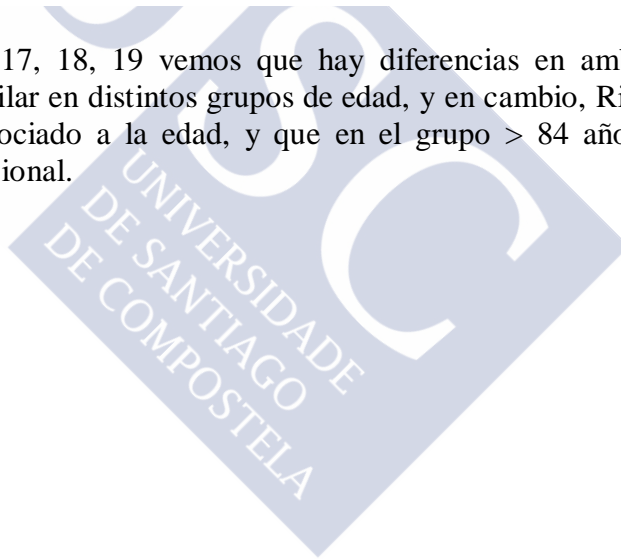 17, 18, 19 vemos que hay diferencias en am
ilar en distintos grupos de edad, y en cambio, Ri
ociado a la edad, y que en el grupo > 84 año
ional.
UNIVERSIDADE
DE SANTIAGO
DE COMPOSTELA